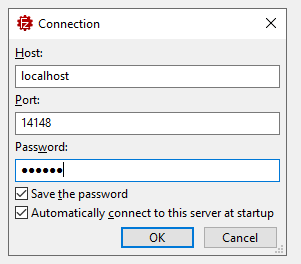 Connection
Host:
localhost
Port:
14148
Password:
●●●●●●
Save the password
Automatically connect to this server at startup
OK Cancel